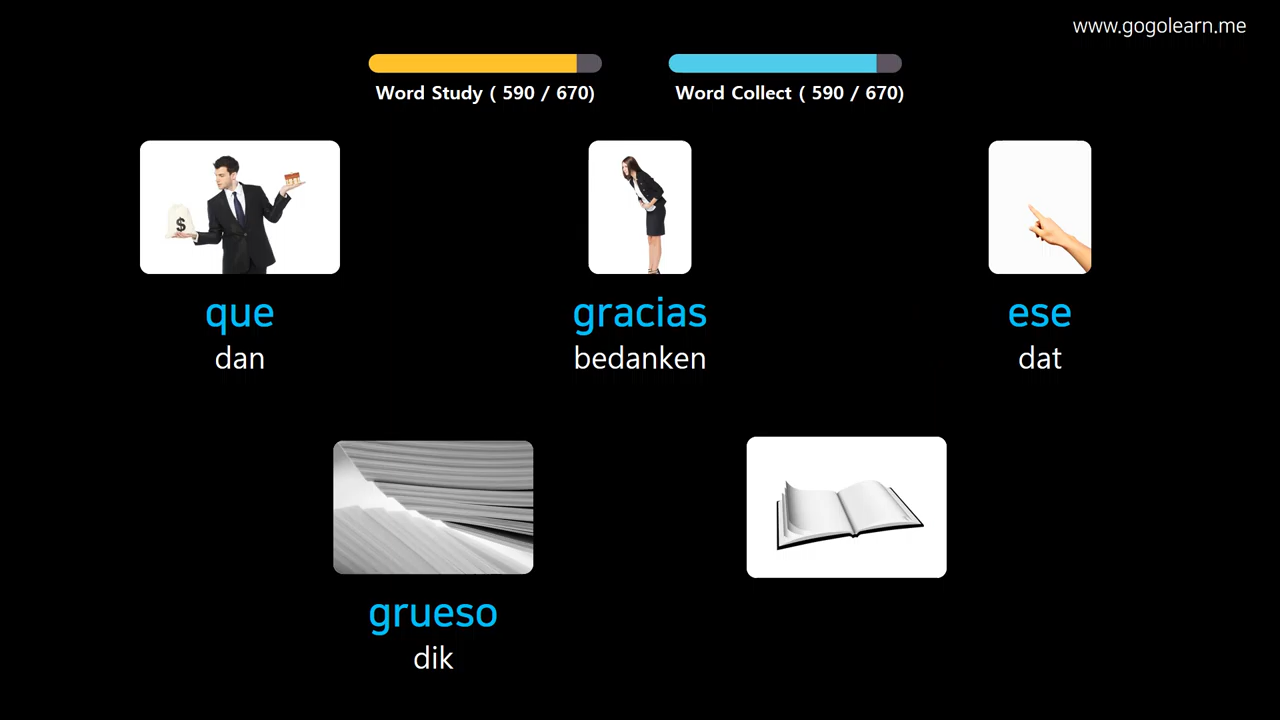 www.gogolearn.me
Word Study ( 590 / 670)
Word Collect ( 590 / 670)
$
que
dan
gracias
bedanken
ese
dat
grueso
dik